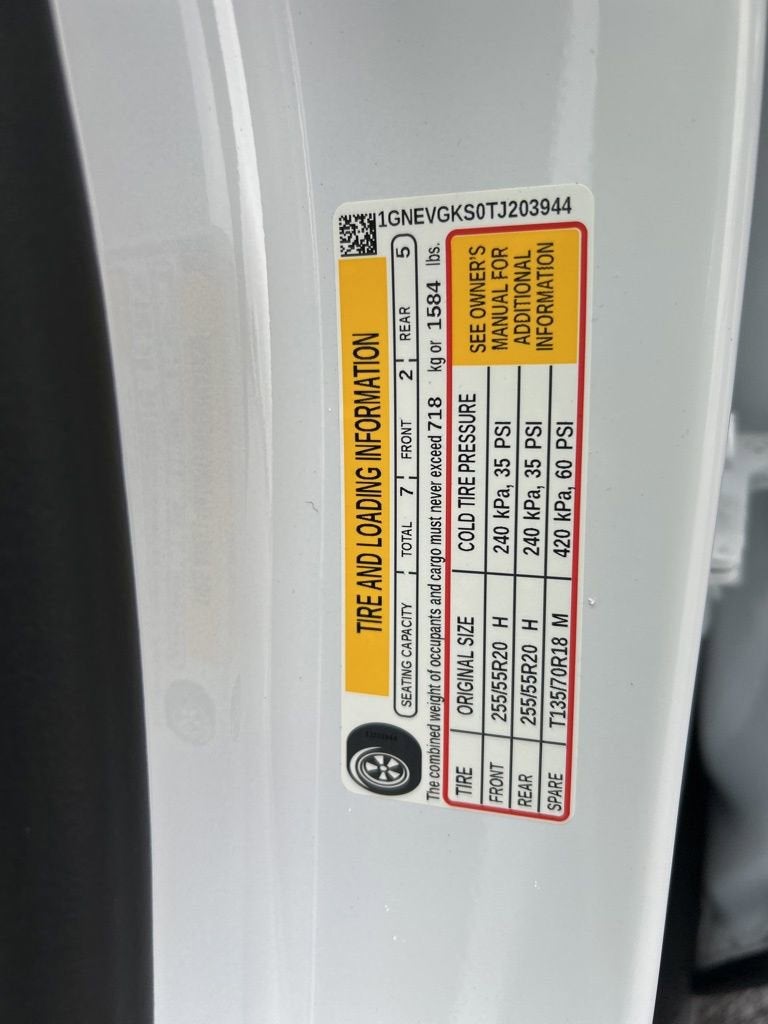 1GNEVGKS0TJ203944
TIRE AND LOADING INFORMATION
SEATING CAPACITY TOTAL 7 FRONT 2 REAR 5
The combined weight of occupants and cargo must never exceed 718 kg or 1584 lbs.
TIRE ORIGINAL SIZE COLD TIRE PRESSURE
FRONT 255/55R20 H 240 kPa, 35 PSI
REAR 255/55R20 H 240 kPa, 35 PSI
SPARE T135/70R18 M 420 kPa, 60 PSI
SEE OWNER'S
MANUAL FOR
ADDITIONAL
INFORMATION